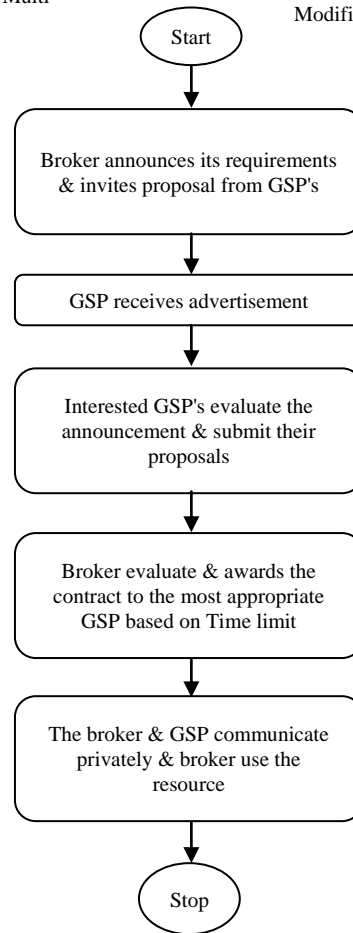 Start
Broker announces its requirements
& invites proposal from GSP's
GSP receives advertisement
Interested GSP's evaluate the
announcement & submit their
proposals
Broker evaluate & awards the
contract to the most appropriate
GSP based on Time limit
The broker & GSP communicate
privately & broker use the
resource
Stop